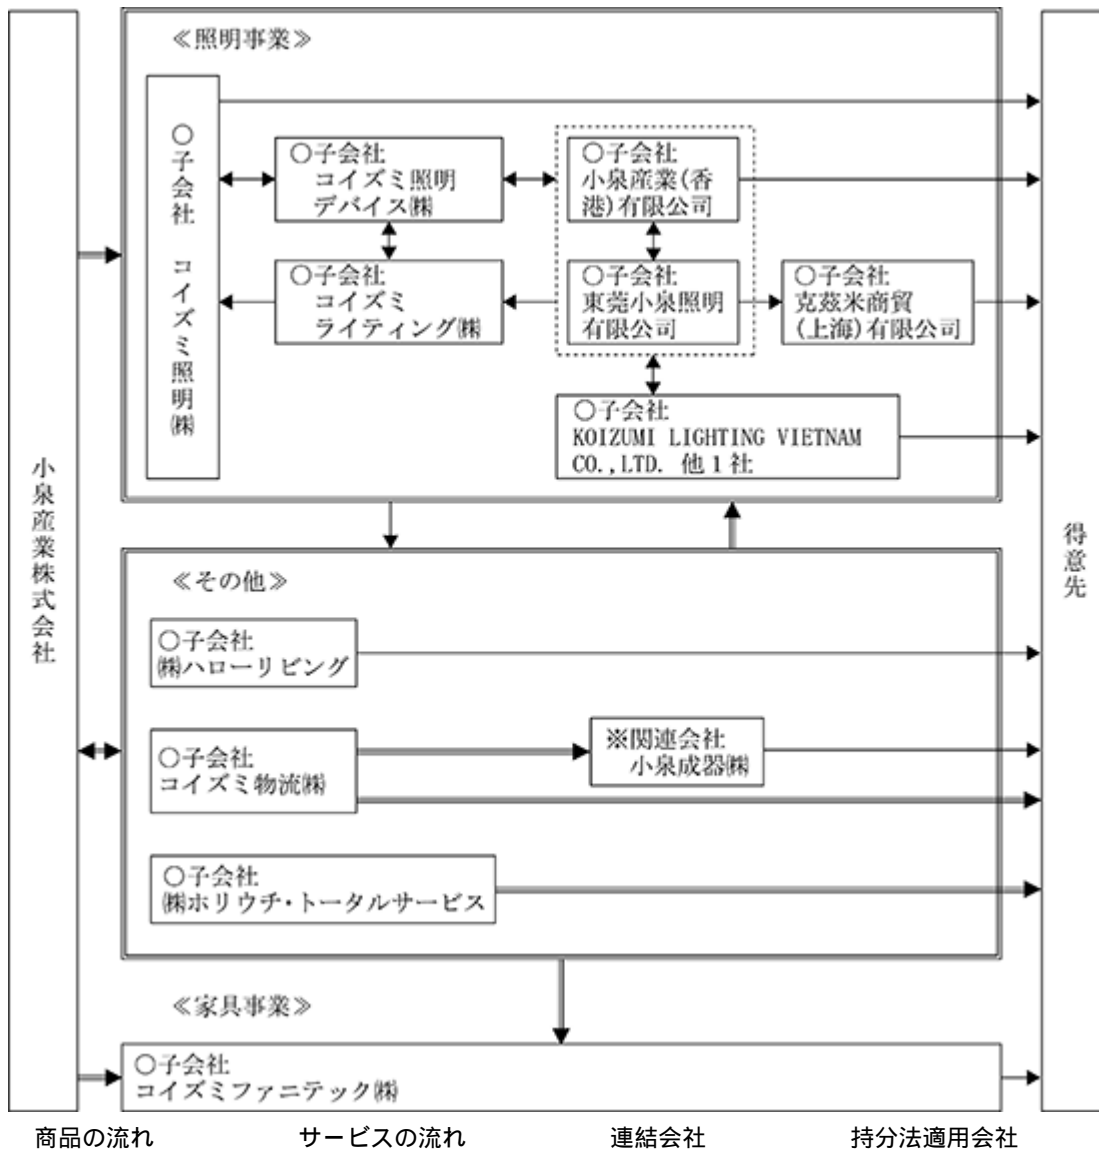 小泉産業株式会社
≪照明事業≫
○子会社 コイズミ照明㈱
○子会社
コイズミ照明
デバイス㈱
○子会社
小泉産業(香
港)有限公司
○子会社
コイズミ
ライティング㈱
○子会社
東莞小泉照明
有限公司
○子会社
克茲米商貿
(上海)有限公司
○子会社
KOIZUMI LIGHTING VIETNAM
CO.,LTD. 他1社
≪その他≫
○子会社
㈱ハローリビング
○子会社
コイズミ物流㈱
※関連会社
小泉成器㈱
○子会社
㈱ホリウチ・トータルサービス
≪家具事業≫
○子会社
コイズミファニテック㈱
得意先
商品の流れ サービスの流れ 連結会社 持分法適用会社